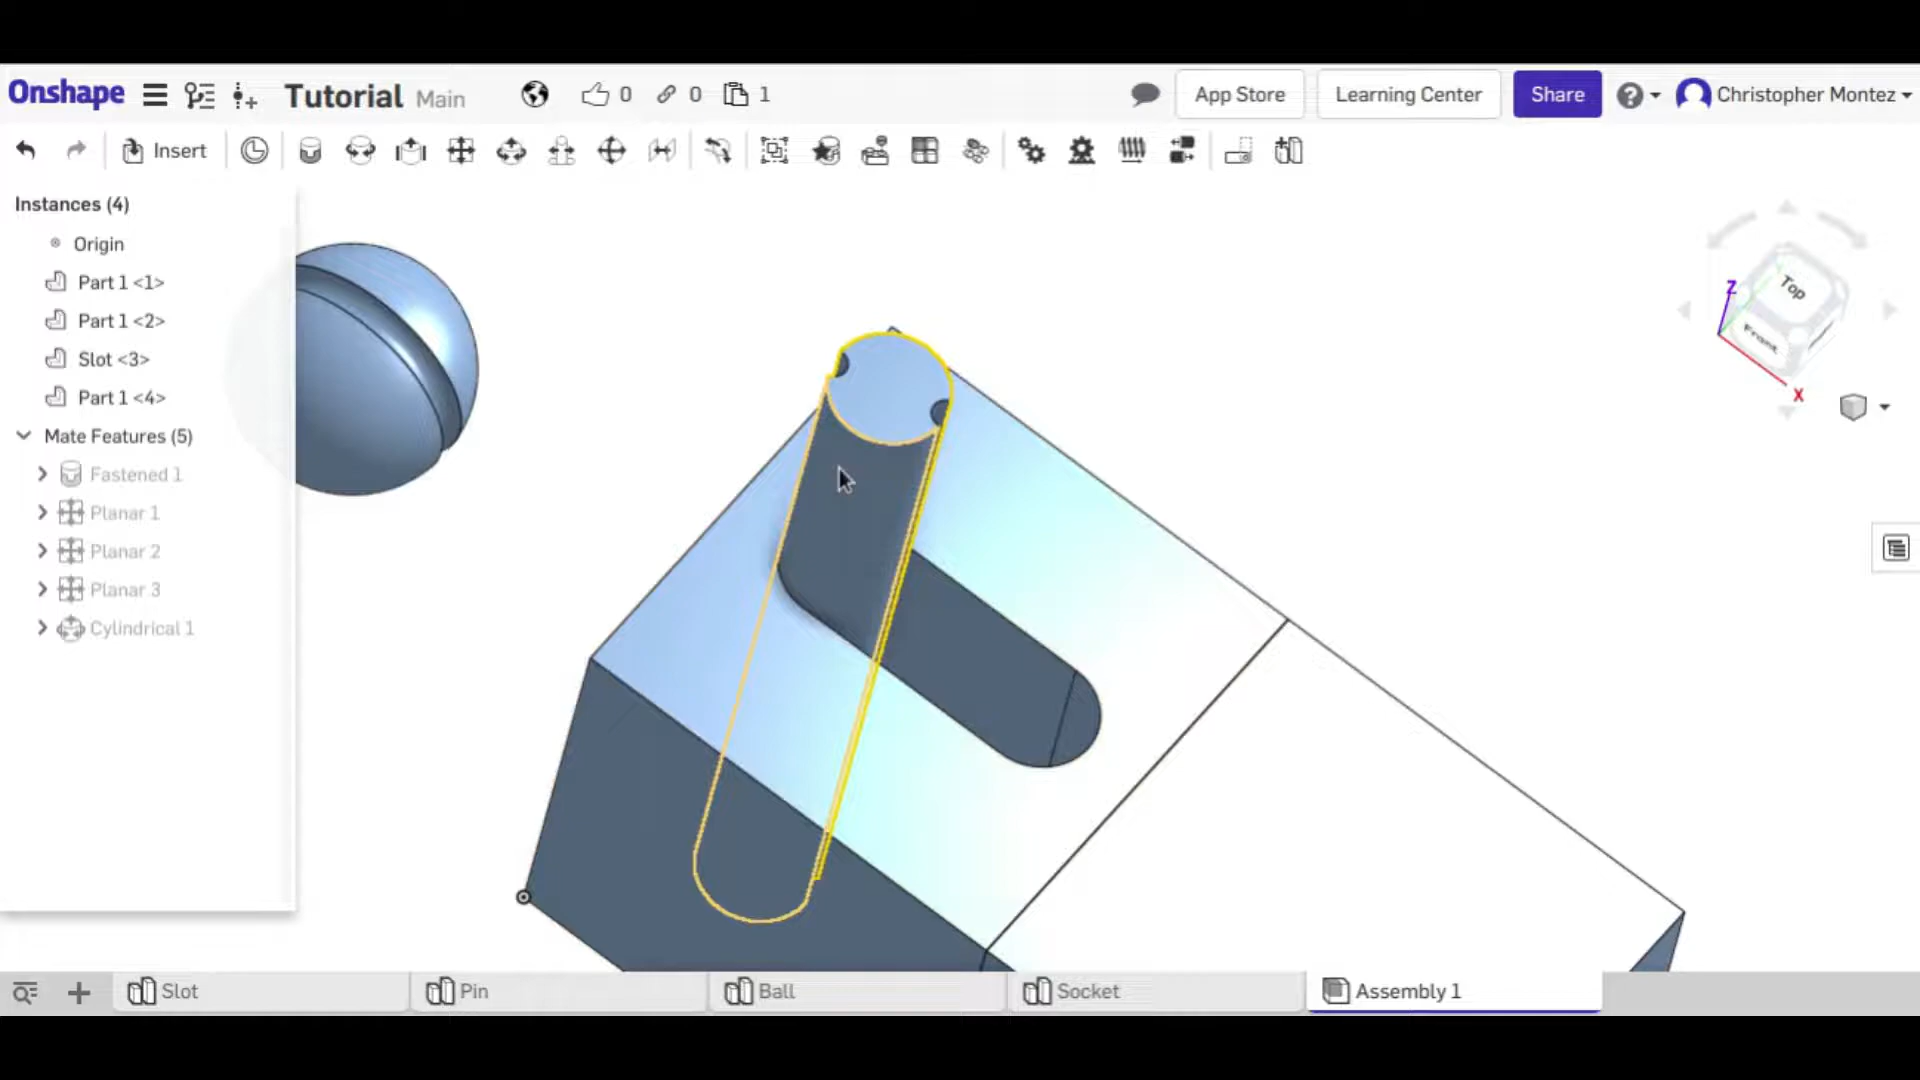 Onshape Tutorial Main 0 0 1 App Store Learning Center Share Christopher Montez
Insert
Instances (4)
Origin
Part 1 <1>
Part 1 <2>
Slot <3>
Part 1 <4>
Mate Features (5)
Fastened 1
Planar 1
Planar 2
Planar 3
Cylindrical 1
Z
Top
Front
X
Slot Pin Ball Socket Assembly 1